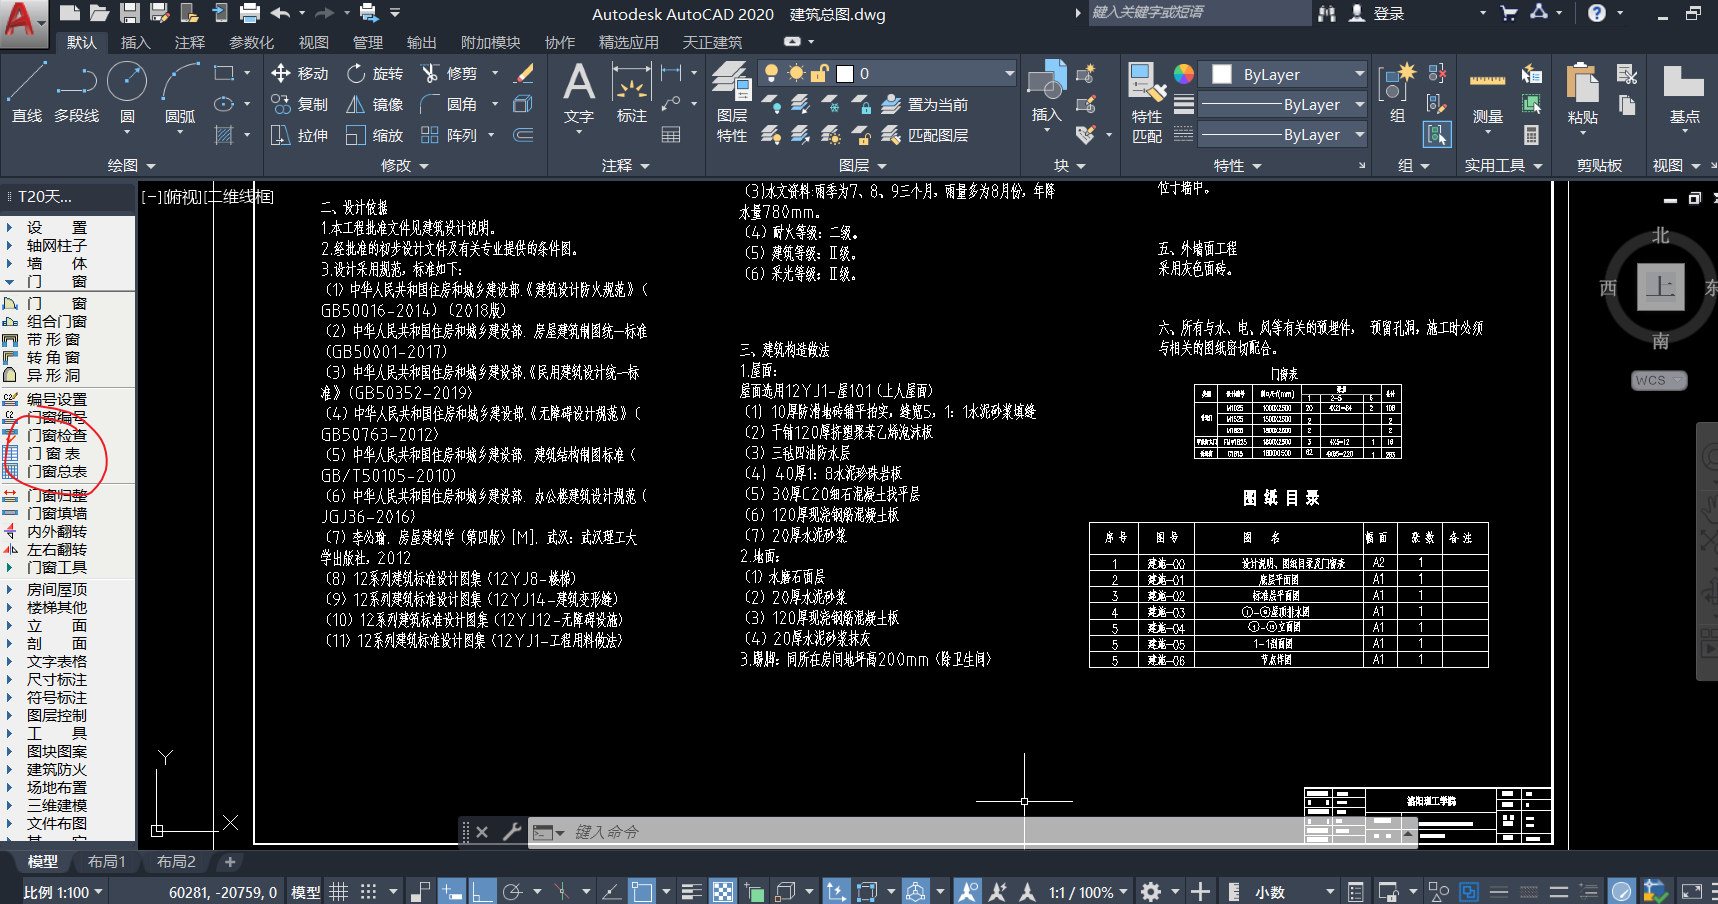 Autodesk AutoCAD 2020 建筑总图.dwg
键入关键字或短语
登录
默认 插入 注释 参数化 视图 管理 输出 附加模块 协作 精选应用 天正建筑
直线 多段线 圆 圆弧
移动 旋转 修剪
复制 镜像 圆角
拉伸 缩放 阵列
文字 标注
图层特性
0
置为当前
匹配图层
插入
特性匹配
ByLayer
ByLayer
ByLayer
组
测量
粘贴
基点
绘图 修改 注释 图层 块 特性 组 实用工具 剪贴板 视图
T20天...
设 置
轴网柱子
墙 体
门 窗
门 窗
组合门窗
带形窗
转角窗
异形洞
编号设置
门窗编号
门窗检查
门窗表
门窗总表
门窗归整
门窗填墙
内外翻转
左右翻转
门窗工具
房间屋顶
楼梯其他
立 面
剖 面
文字表格
尺寸标注
符号标注
图层控制
工 具
图块图案
建筑防火
场地布置
三维建模
文件布图
其 它
[−][俯视][二维线框]
二、设计依据
1.本工程批准文件见建筑设计说明。
2.经批准的初步设计文件及有关专业提供的条件图。
3.设计采用规范，标准如下：
（1）中华人民共和国住房和城乡建设部.《建筑设计防火规范》（
GB50016-2014）（2018版）
（2）中华人民共和国住房和城乡建设部. 房屋建筑制图统一标准
（GB50001-2017）
（3）中华人民共和国住房和城乡建设部.《民用建筑设计统一标
准》（GB50352-2019）
（4）中华人民共和国住房和城乡建设部.《无障碍设计规范》（
GB50763-2012）
（5）中华人民共和国住房和城乡建设部. 建筑结构制图标准（
GB/T50105-2010）
（6）中华人民共和国住房和城乡建设部. 办公楼建筑设计规范（
JGJ36-2016）
（7）李必瑜. 房屋建筑学（第四版）[M]. 武汉：武汉理工大
学出版社，2012
（8）12系列建筑标准设计图集（12YJ8-楼梯）
（9）12系列建筑标准设计图集（12YJ14-建筑变形缝）
（10）12系列建筑标准设计图集（12YJ12-无障碍设施）
（11）12系列建筑标准设计图集（12YJ1-工程用料做法）
（3）水文资料：雨季为7、8、9三个月，雨量多为8月份，年降
水量780mm。
（4）耐火等级：二级。
（5）建筑等级：Ⅱ级。
（6）采光等级：Ⅱ级。
三、建筑构造做法
1.屋面：
屋面选用12YJ1-屋101（上人屋面）
（1）10厚防滑地砖铺平拍实，缝宽5，1：1水泥砂浆填缝
（2）干铺120厚挤塑聚苯乙烯泡沫板
（3）三毡四油防水层
（4）40厚1：8水泥珍珠岩板
（5）30厚C20细石混凝土找平层
（6）120厚现浇钢筋混凝土板
（7）20厚水泥砂浆
2.地面：
（1）水磨石面层
（2）20厚水泥砂浆
（3）120厚现浇钢筋混凝土板
（4）20厚水泥砂浆抹灰
3.踢脚：同所在房间地坪高200mm（除卫生间）
位于墙中。
五、外墙面工程
采用灰色面砖。
六、所有与水、电、风等有关的预埋件， 预留孔洞，施工时必须
与相关的图纸密切配合。
门窗表
图纸目录
序号 图号 图 名 幅面 张数 备注
1 建施-00 设计说明、图纸目录及门窗表 A2 1
2 建施-01 底层平面图 A1 1
3 建施-02 标准层平面图 A1 1
4 建施-03 屋顶排水图 A1 1
5 建施-04 立面图 A1 1
5 建施-05 1-1剖面图 A1 1
5 建施-06 节点详图 A1 1
北
西 上 东
南
WCS
Y
X
键入命令
模型 布局1 布局2 +
比例 1:100
60281, -20759, 0
模型
1:1 / 100%
小数